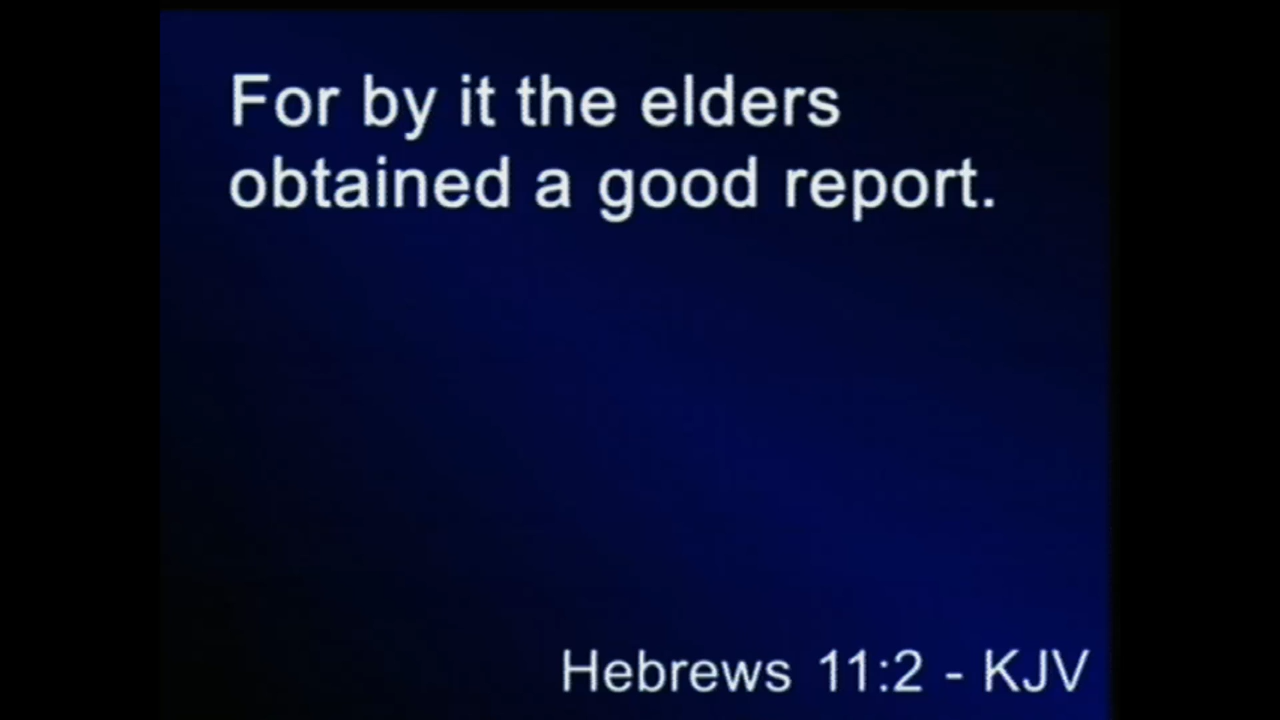 For by it the elders
obtained a good report.
Hebrews 11:2 - KJV